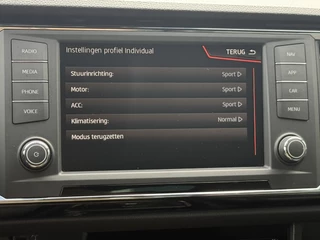 Instellingen profiel Individual
TERUG
RADIO
MEDIA
PHONE
VOICE
Stuurinrichting: Sport
Motor: Sport
ACC: Sport
Klimatisering: Normal
Modus terugzetten
NAV
APP
CAR
MENU